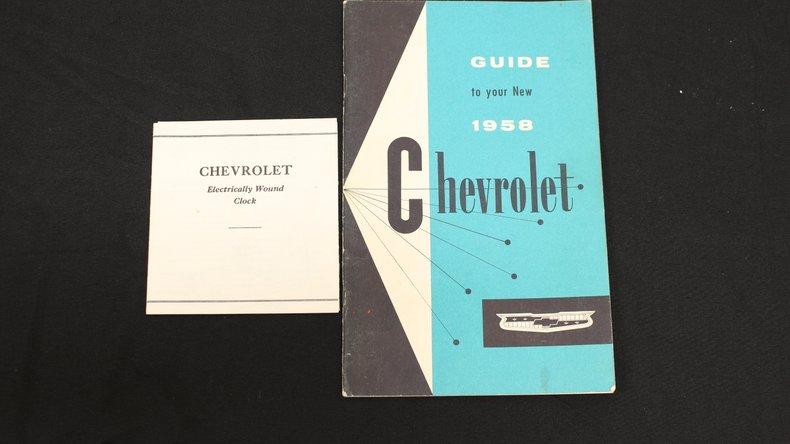 CHEVROLET
Electrically Wound
Clock
GUIDE
to your New
1958
Chevrolet